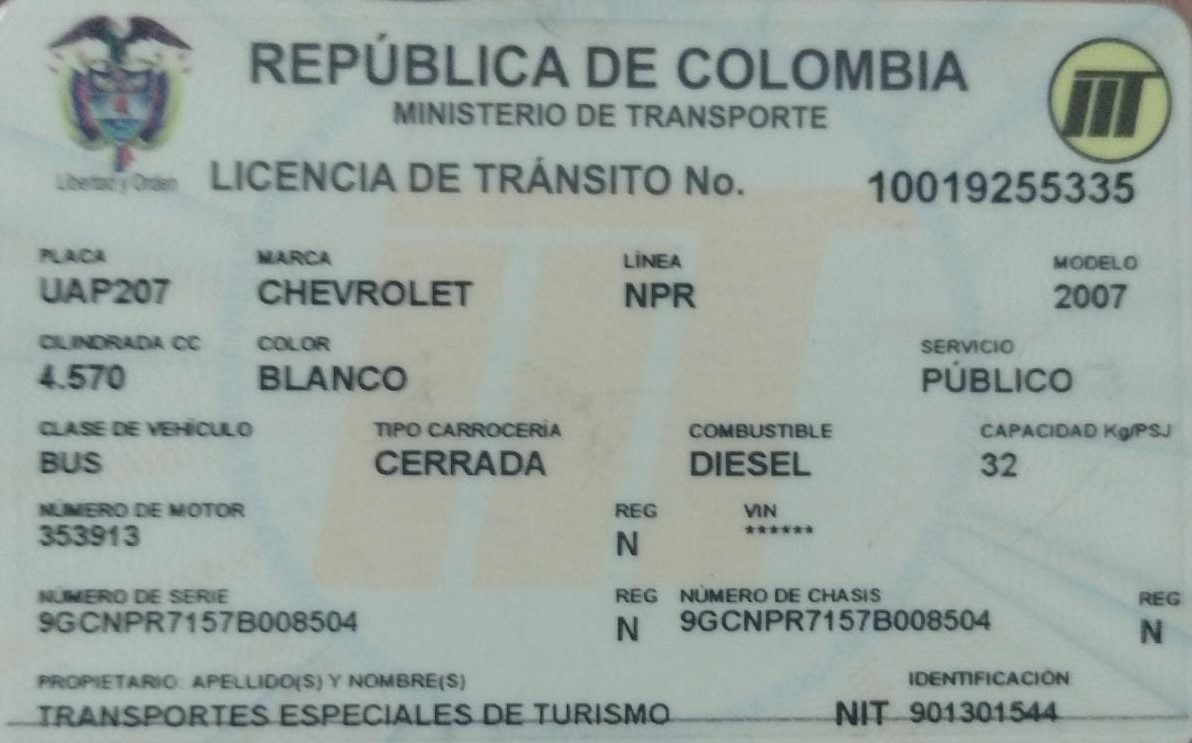 REPÚBLICA DE COLOMBIA
MINISTERIO DE TRANSPORTE
Libertad y Orden
LICENCIA DE TRÁNSITO No. 10019255335
PLACA MARCA LÍNEA MODELO
UAP207 CHEVROLET NPR 2007
CILINDRADA CC COLOR SERVICIO
4.570 BLANCO PÚBLICO
CLASE DE VEHÍCULO TIPO CARROCERÍA COMBUSTIBLE CAPACIDAD Kg/PSJ
BUS CERRADA DIESEL 32
NÚMERO DE MOTOR REG VIN
353913 N ******
NÚMERO DE SERIE REG NÚMERO DE CHASIS REG
9GCNPR7157B008504 N 9GCNPR7157B008504 N
PROPIETARIO: APELLIDO(S) Y NOMBRE(S) IDENTIFICACIÓN
TRANSPORTES ESPECIALES DE TURISMO NIT 901301544